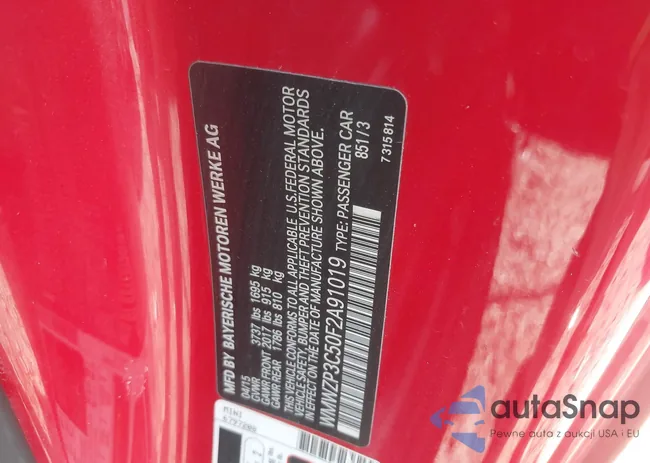 MFD BY BAYERISCHE MOTOREN WERKE AG
04/15
GVWR 3737 lbs 1695 kg
GAWR FRONT 2017 lbs 915 kg
GAWR REAR 1786 lbs 810 kg
THIS VEHICLE CONFORMS TO ALL APPLICABLE U.S.FEDERAL MOTOR
VEHICLE SAFETY, BUMPER AND THEFT PREVENTION STANDARDS
IN EFFECT ON THE DATE OF MANUFACTURE SHOWN ABOVE.
WMWZP3C50F2A91019 TYPE: PASSENGER CAR
851/3
7 315 814
MINI
autaSnap
Pewne auta z aukcji USA i EU